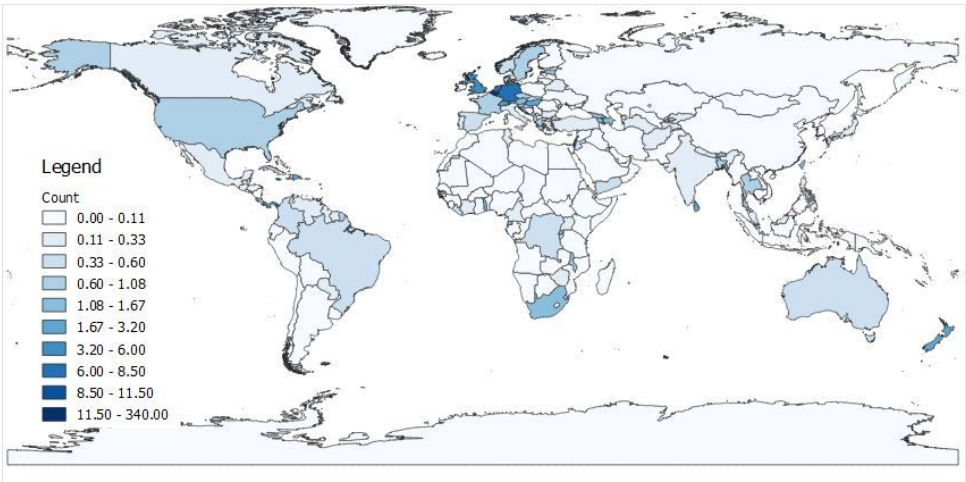 Legend
Count
0.00 - 0.11
0.11 - 0.33
0.33 - 0.60
0.60 - 1.08
1.08 - 1.67
1.67 - 3.20
3.20 - 6.00
6.00 - 8.50
8.50 - 11.50
11.50 - 340.00